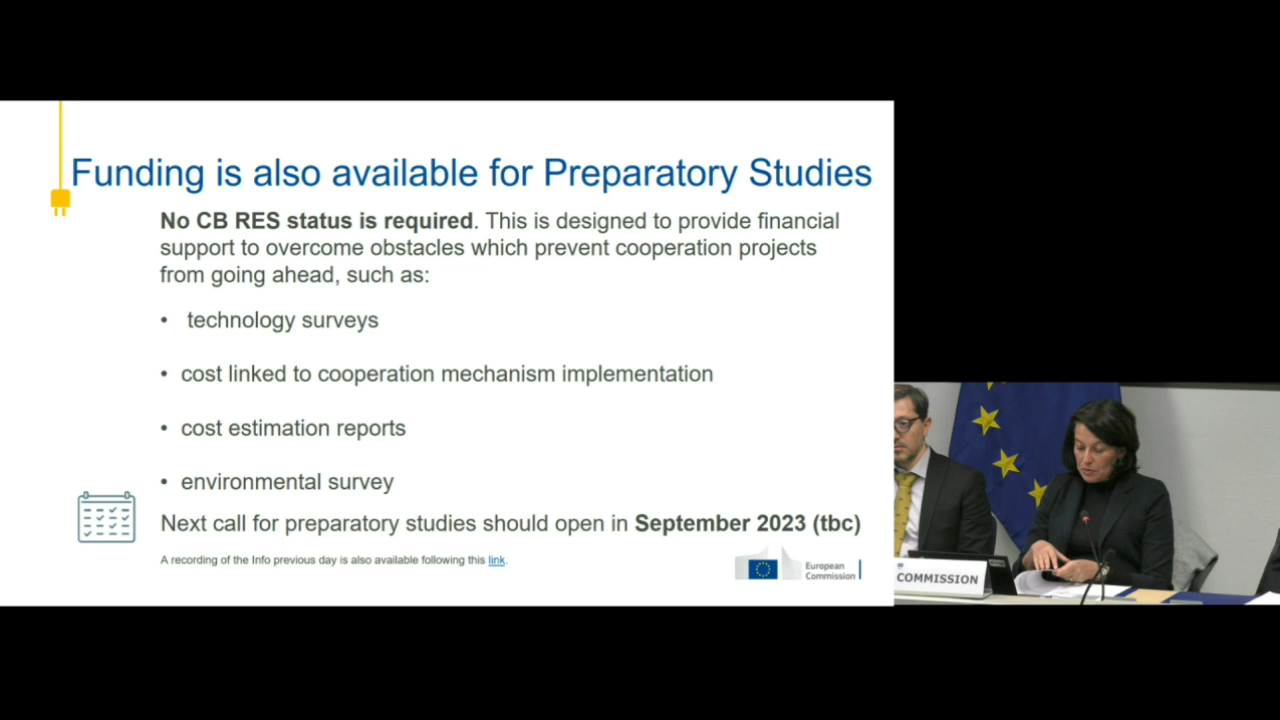 Funding is also available for Preparatory Studies
No CB RES status is required. This is designed to provide financial
support to overcome obstacles which prevent cooperation projects
from going ahead, such as:
• technology surveys
• cost linked to cooperation mechanism implementation
• cost estimation reports
• environmental survey
Next call for preparatory studies should open in September 2023 (tbc)
A recording of the Info previous day is also available following this link.
European
Commission
COMMISSION